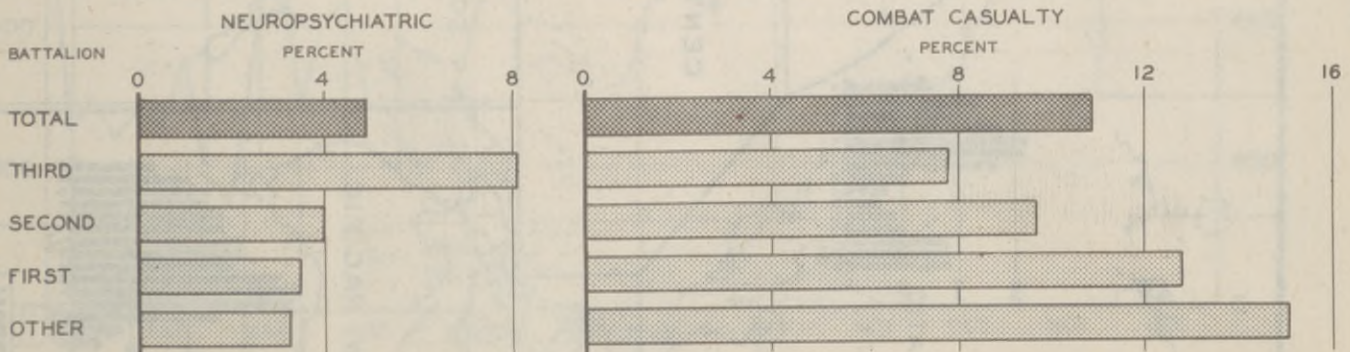 NEUROPSYCHIATRIC
COMBAT CASUALTY
BATTALION
PERCENT
PERCENT
0 4 8
0 4 8 12 16
TOTAL
THIRD
SECOND
FIRST
OTHER